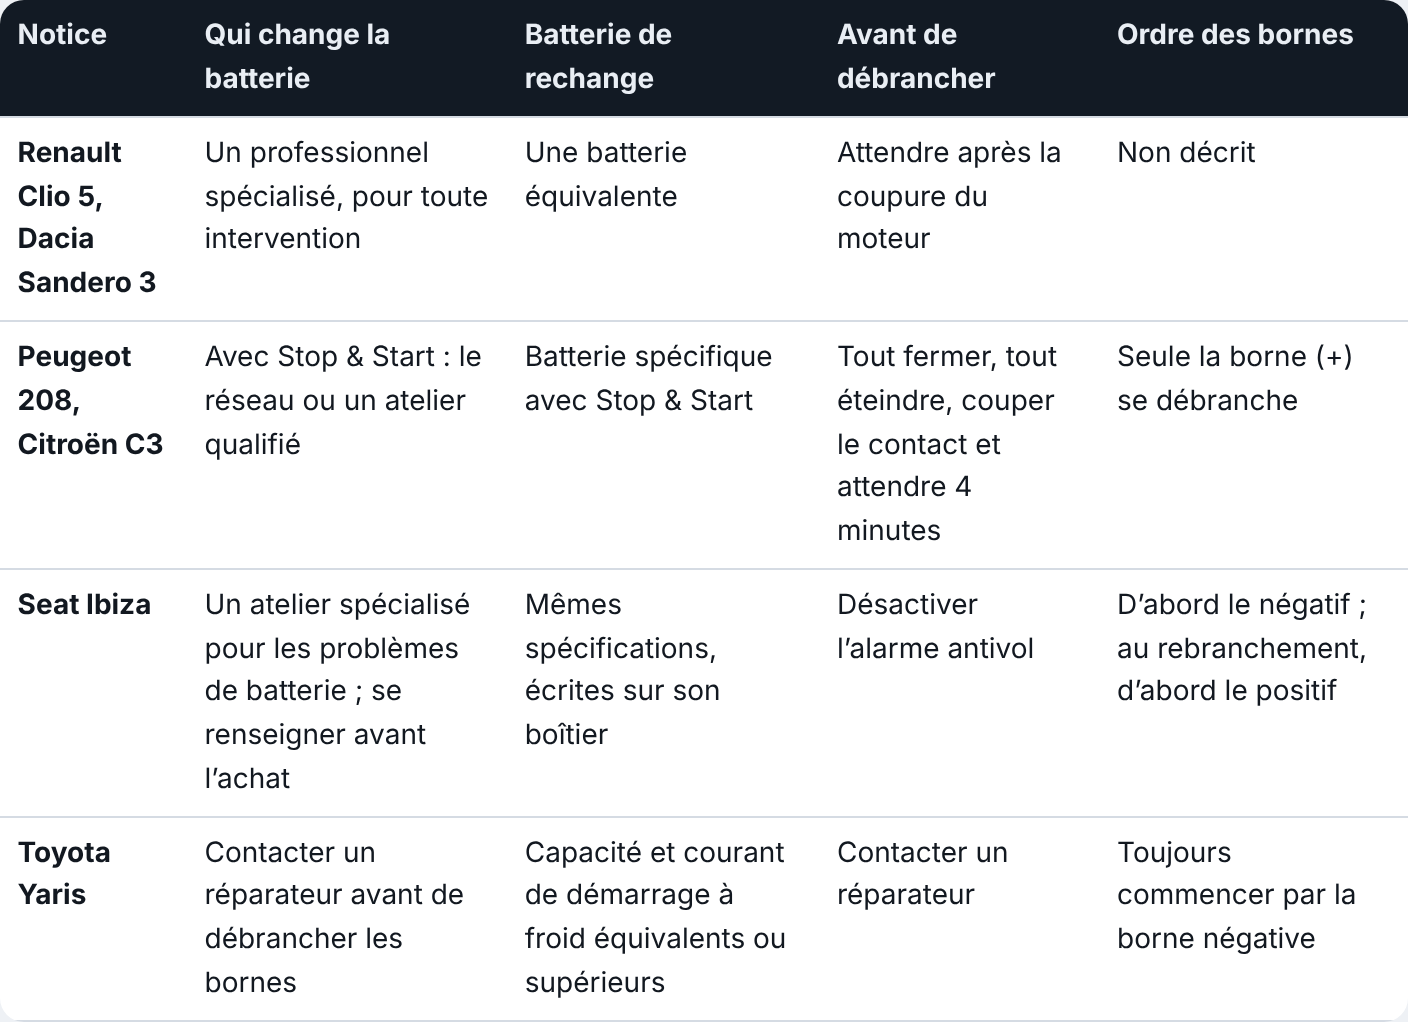 Notice
Qui change la
batterie
Batterie de
rechange
Avant de
débrancher
Ordre des bornes
Renault
Clio 5,
Dacia
Sandero 3
Un professionnel
spécialisé, pour toute
intervention
Une batterie
équivalente
Attendre après la
coupure du
moteur
Non décrit
Peugeot
208,
Citroën C3
Avec Stop & Start : le
réseau ou un atelier
qualifié
Batterie spécifique
avec Stop & Start
Tout fermer, tout
éteindre, couper
le contact et
attendre 4
minutes
Seule la borne (+)
se débranche
Seat Ibiza
Un atelier spécialisé
pour les problèmes
de batterie ; se
renseigner avant
l’achat
Mêmes
spécifications,
écrites sur son
boîtier
Désactiver
l’alarme antivol
D’abord le négatif ;
au rebranchement,
d’abord le positif
Toyota
Yaris
Contacter un
réparateur avant de
débrancher les
bornes
Capacité et courant
de démarrage à
froid équivalents ou
supérieurs
Contacter un
réparateur
Toujours
commencer par la
borne négative